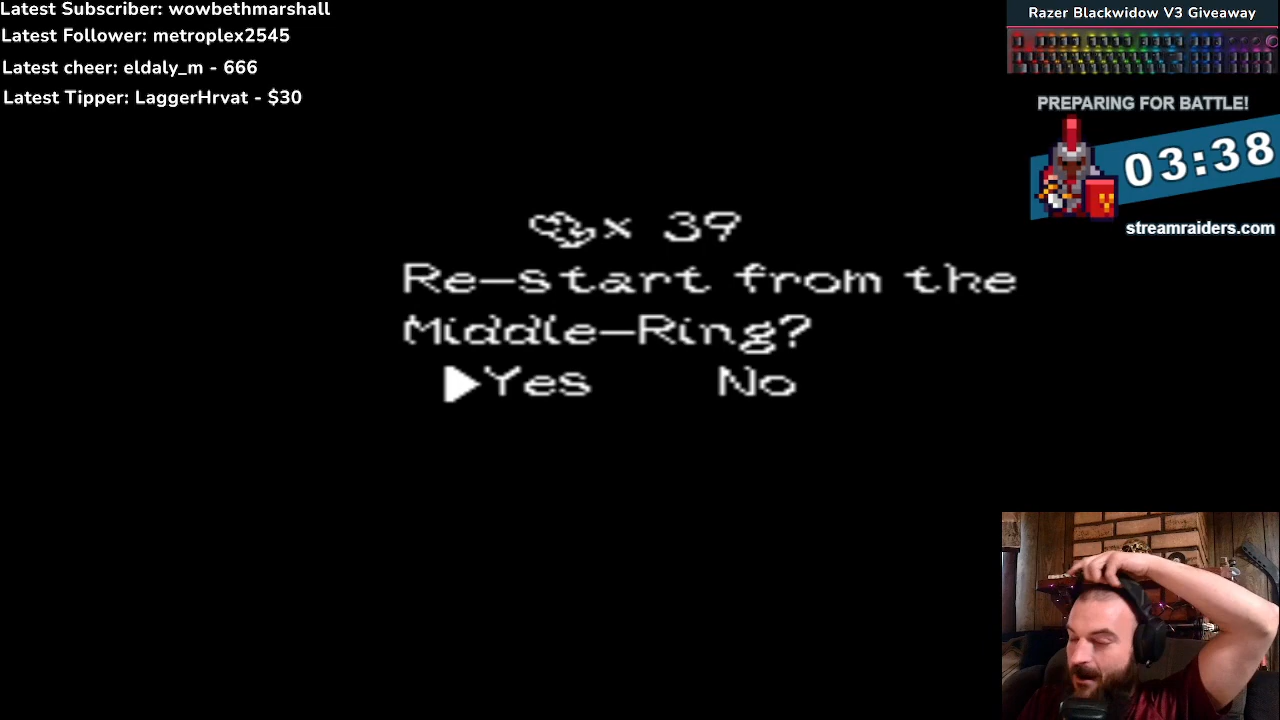 Latest Subscriber: wowbethmarshall
Latest Follower: metroplex2545
Latest cheer: eldaly_m - 666
Latest Tipper: LaggerHrvat - $30
Razer Blackwidow V3 Giveaway
PREPARING FOR BATTLE!
03:38
streamraiders.com
x 39
Re-start from the
Middle-Ring?
Yes No